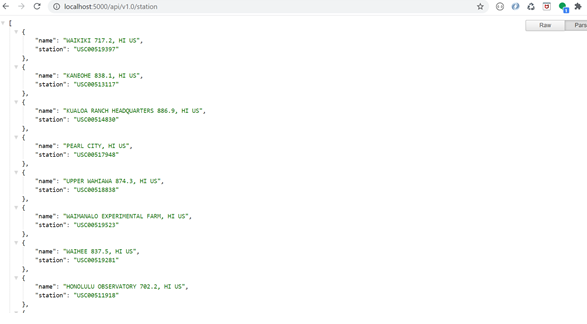 localhost:5000/api/v1.0/station
Raw
Pars
[
{
"name": "WAIKIKI 717.2, HI US",
"station": "USC00519397"
},
{
"name": "KANEOHE 838.1, HI US",
"station": "USC00513117"
},
{
"name": "KUALOA RANCH HEADQUARTERS 886.9, HI US",
"station": "USC00514830"
},
{
"name": "PEARL CITY, HI US",
"station": "USC00517948"
},
{
"name": "UPPER WAHIAWA 874.3, HI US",
"station": "USC00518838"
},
{
"name": "WAIMANALO EXPERIMENTAL FARM, HI US",
"station": "USC00519523"
},
{
"name": "WAIHEE 837.5, HI US",
"station": "USC00519281"
},
{
"name": "HONOLULU OBSERVATORY 702.2, HI US",
"station": "USC00511918"
},
{